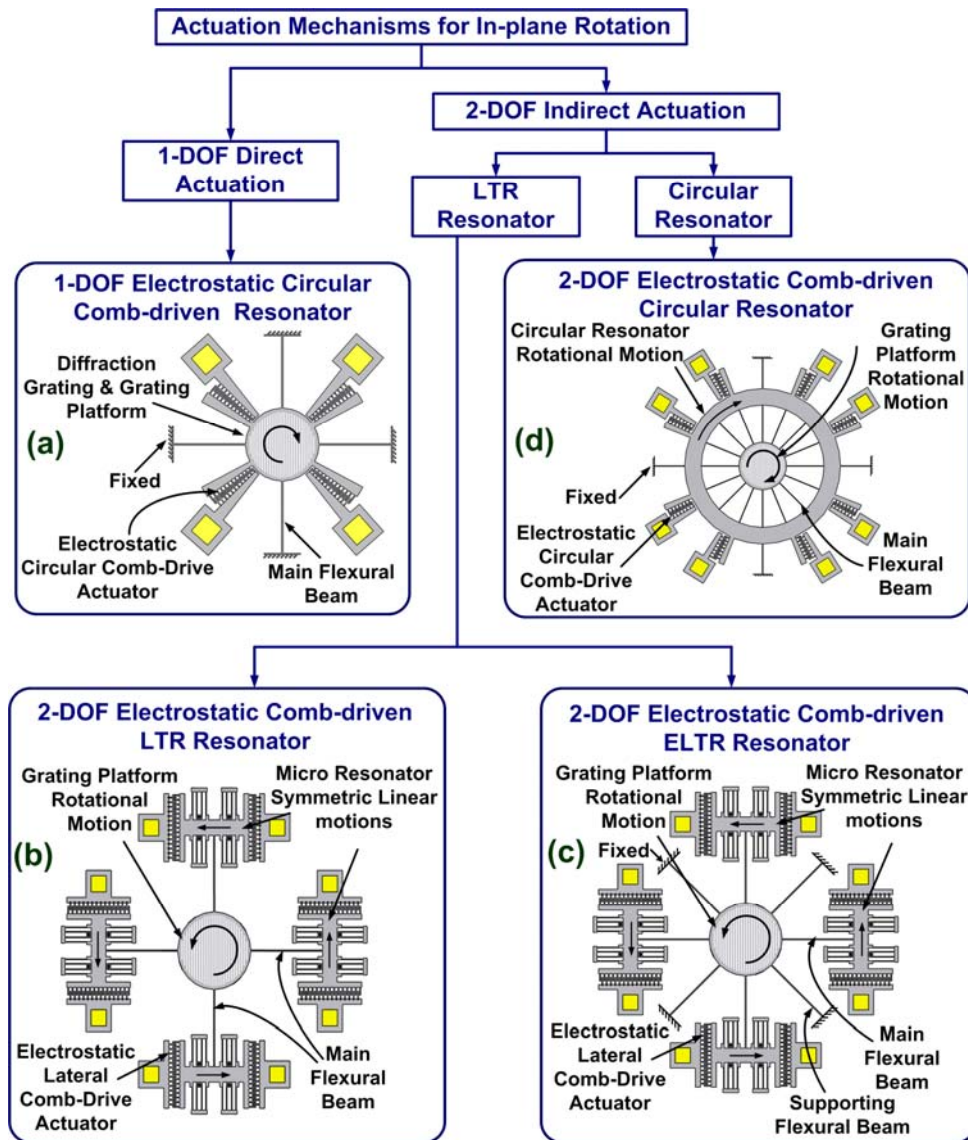 Actuation Mechanisms for In-plane Rotation
2-DOF Indirect Actuation
1-DOF Direct
Actuation
LTR
Resonator
Circular
Resonator
1-DOF Electrostatic Circular
Comb-driven Resonator
Diffraction
Grating & Grating
Platform
(a)
Fixed
Electrostatic
Circular Comb-Drive
Actuator
Main Flexural
Beam
2-DOF Electrostatic Comb-driven
Circular Resonator
Circular Resonator
Rotational Motion
Grating
Platform
Rotational
Motion
(d)
Fixed
Electrostatic
Circular
Comb-Drive
Actuator
Main
Flexural
Beam
2-DOF Electrostatic Comb-driven
LTR Resonator
Grating Platform
Rotational
Motion
Micro Resonator
Symmetric Linear
motions
(b)
Electrostatic
Lateral
Comb-Drive
Actuator
Main
Flexural
Beam
2-DOF Electrostatic Comb-driven
ELTR Resonator
Grating Platform
Rotational
Motion
Micro Resonator
Symmetric Linear
motions
Fixed
(c)
Electrostatic
Lateral
Comb-Drive
Actuator
Main
Flexural
Beam
Supporting
Flexural Beam